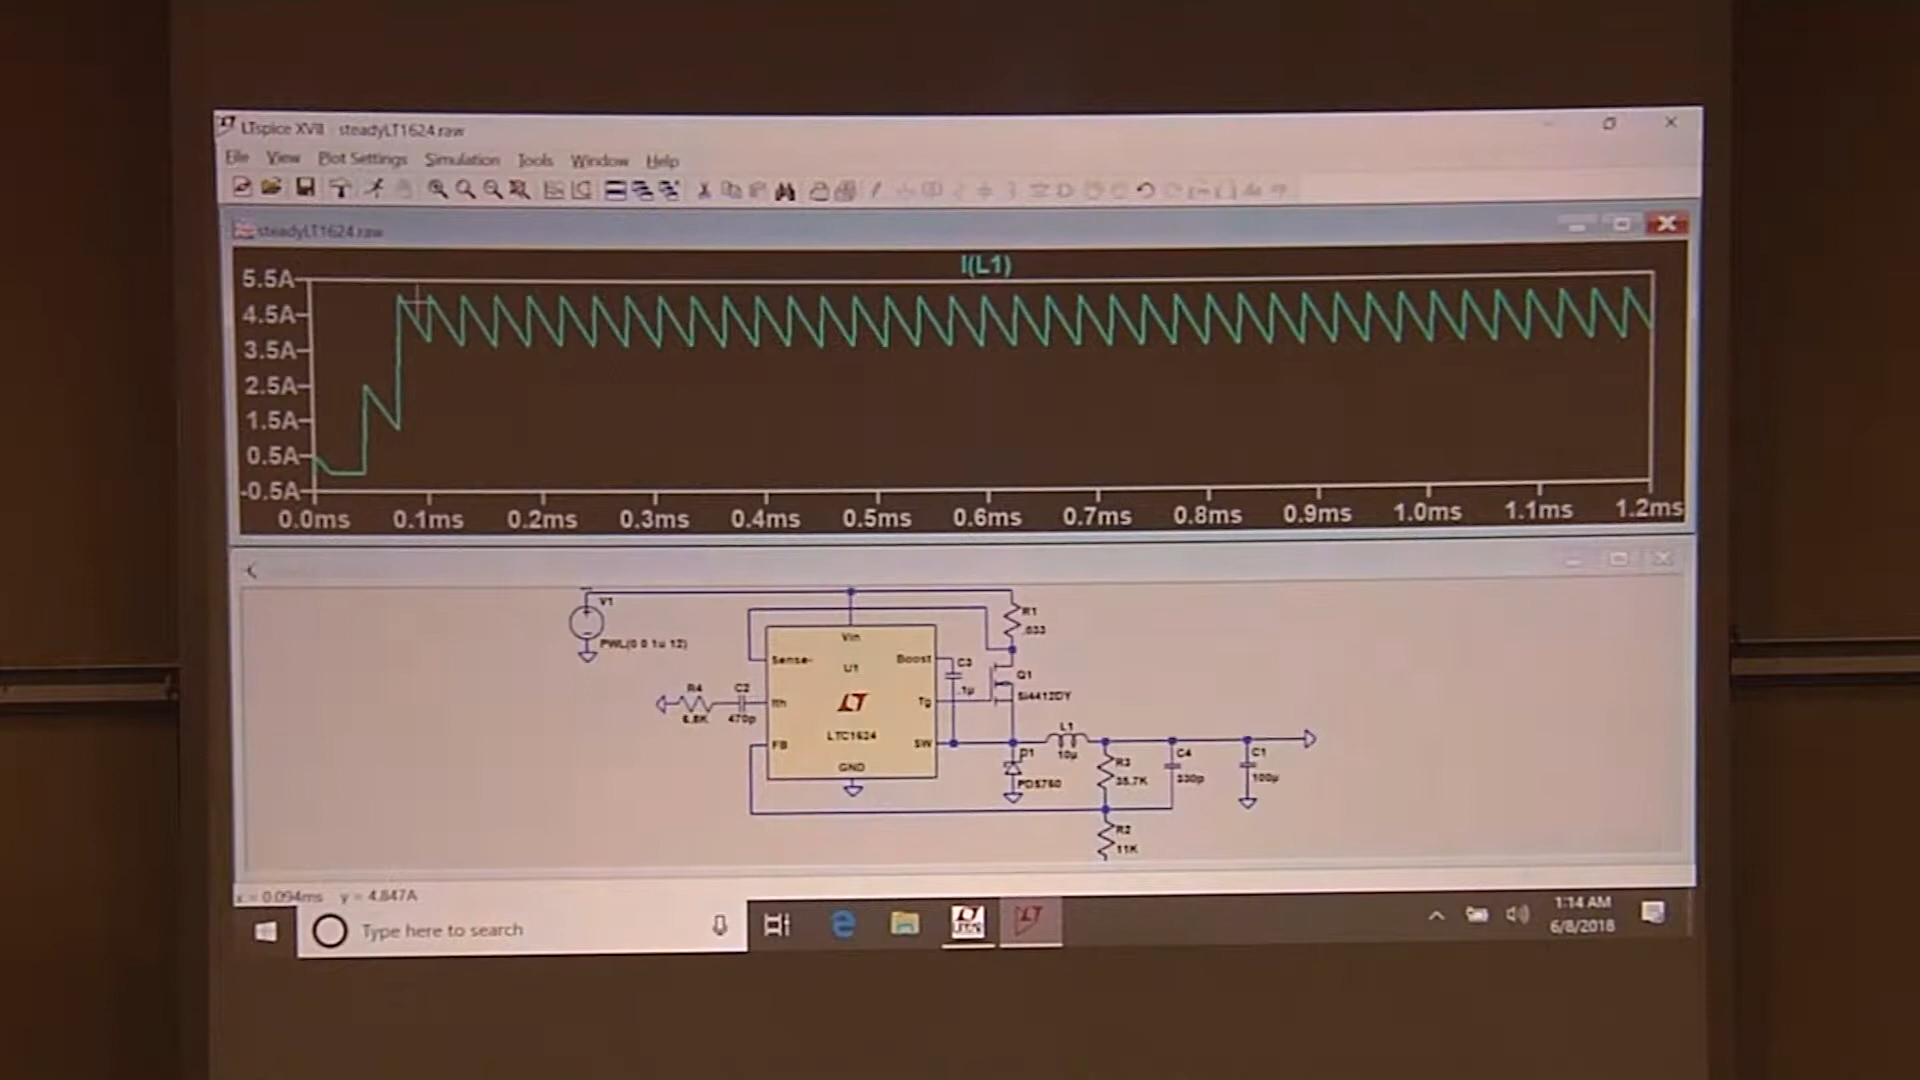 LTspice XVII - steadyLT1624.raw
File View Plot Settings Simulation Tools Window Help
steadyLT1624.raw
I(L1)
5.5A
4.5A
3.5A
2.5A
1.5A
0.5A
-0.5A
0.0ms 0.1ms 0.2ms 0.3ms 0.4ms 0.5ms 0.6ms 0.7ms 0.8ms 0.9ms 1.0ms 1.1ms 1.2ms
V1
PWL(0 0 1u 12)
R1
.033
Vin
Sense-
U1
Boost
C3
.1µ
Q1
Si4412DY
R4
6.8K
C2
470p
Ith
LT
Tg
LTC1624
FB
SW
GND
D1
PDS760
L1
10µ
R3
35.7K
C4
330p
C1
100µ
R2
11K
x = 0.094ms y = 4.847A
Type here to search
1:14 AM
6/8/2018